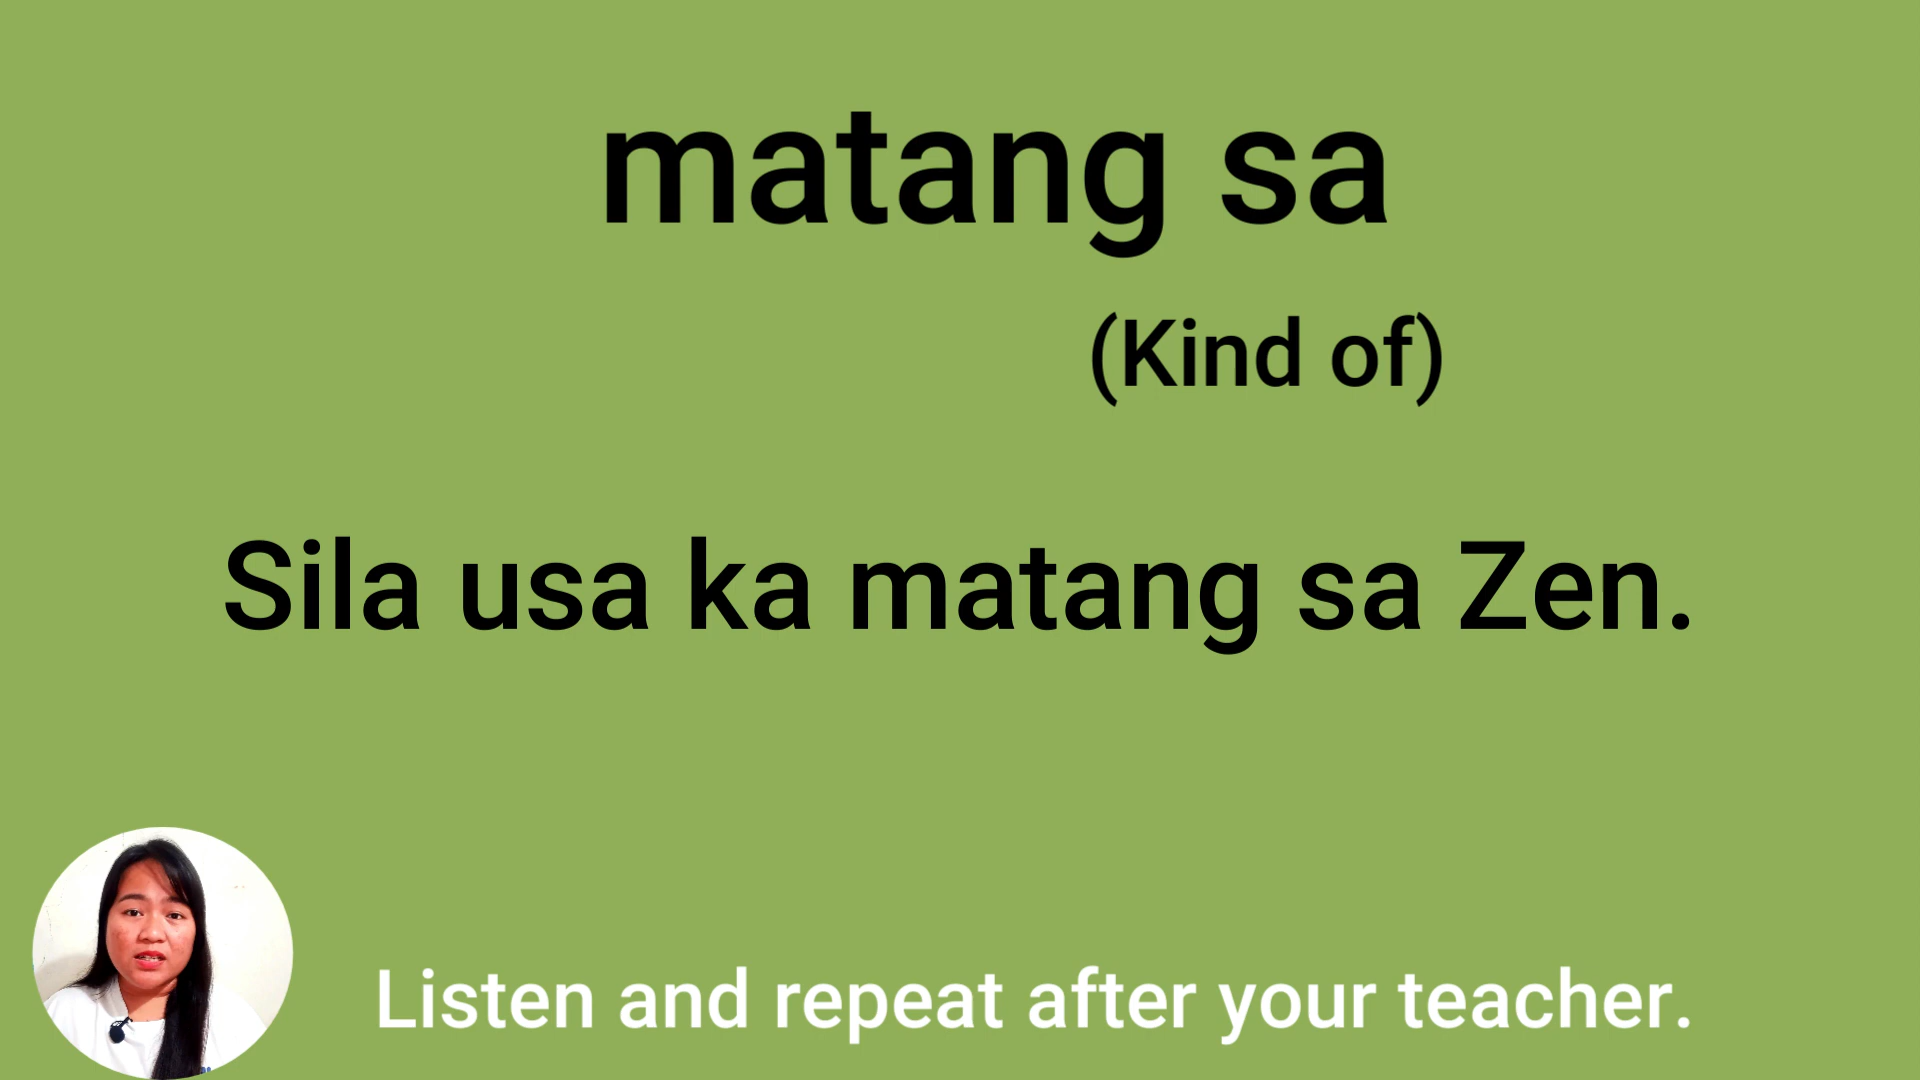 matang sa
(Kind of)
Sila usa ka matang sa Zen.
Listen and repeat after your teacher.